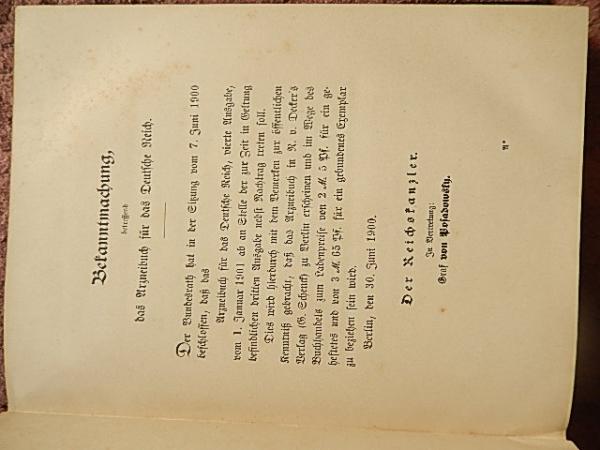 Bekanntmachung,
betreffend
das Arzneibuch für das Deutsche Reich.
Der Bundesrath hat in der Sitzung vom 7. Juni 1900
beschlossen, daß das
Arzneibuch für das Deutsche Reich, vierte Ausgabe,
vom 1. Januar 1901 ab an Stelle der zur Zeit in Geltung
befindlichen dritten Ausgabe nebst Nachtrag treten soll.
Dies wird hierdurch mit dem Bemerken zur öffentlichen
Kenntniß gebracht, daß das Arzneibuch in R. v. Decker's
Verlag (G. Schenck) zu Berlin erscheinen und im Wege des
Buchhandels zum Ladenpreise von 2 M. 5 Pf. für ein ge-
heftetes und von 3 M. 65 Pf. für ein gebundenes Exemplar
zu beziehen sein wird.
Berlin, den 30. Juni 1900.
Der Reichskanzler.
In Vertretung:
Graf von Posadowsky.